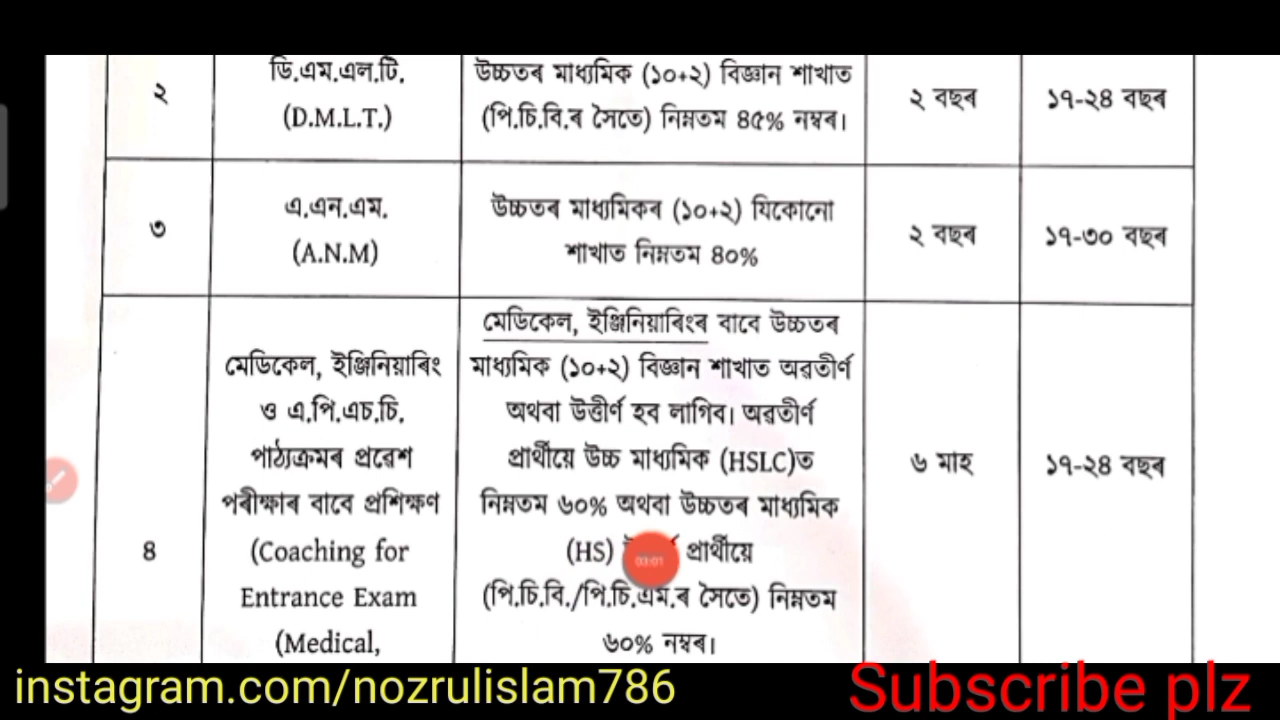 ২
ডি.এম.এল.টি.
(D.M.L.T.)
উচ্চতৰ মাধ্যমিক (১০+২) বিজ্ঞান শাখাত
(পি.চি.বি.ৰ সৈতে) নিম্নতম ৪৫% নম্বৰ।
২ বছৰ
১৭-২৪ বছৰ
৩
এ.এন.এম.
(A.N.M)
উচ্চতৰ মাধ্যমিকৰ (১০+২) যিকোনো
শাখাত নিম্নতম ৪০%
২ বছৰ
১৭-৩০ বছৰ
৪
মেডিকেল, ইঞ্জিনিয়াৰিং
ও এ.পি.এচ.চি.
পাঠ্যক্ৰমৰ প্ৰৱেশ
পৰীক্ষাৰ বাবে প্ৰশিক্ষণ
(Coaching for
Entrance Exam
(Medical,
মেডিকেল, ইঞ্জিনিয়াৰিংৰ বাবে উচ্চতৰ
মাধ্যমিক (১০+২) বিজ্ঞান শাখাত অৱতীৰ্ণ
অথবা উত্তীৰ্ণ হব লাগিব। অৱতীৰ্ণ
প্ৰাৰ্থীয়ে উচ্চ মাধ্যমিক (HSLC)ত
নিম্নতম ৬০% অথবা উচ্চতৰ মাধ্যমিক
(HS) প্ৰাৰ্থীয়ে
(পি.চি.বি./পি.চি.এম.ৰ সৈতে) নিম্নতম
৬০% নম্বৰ।
৬ মাহ
১৭-২৪ বছৰ
03:01
instagram.com/nozrulislam786
Subscribe plz